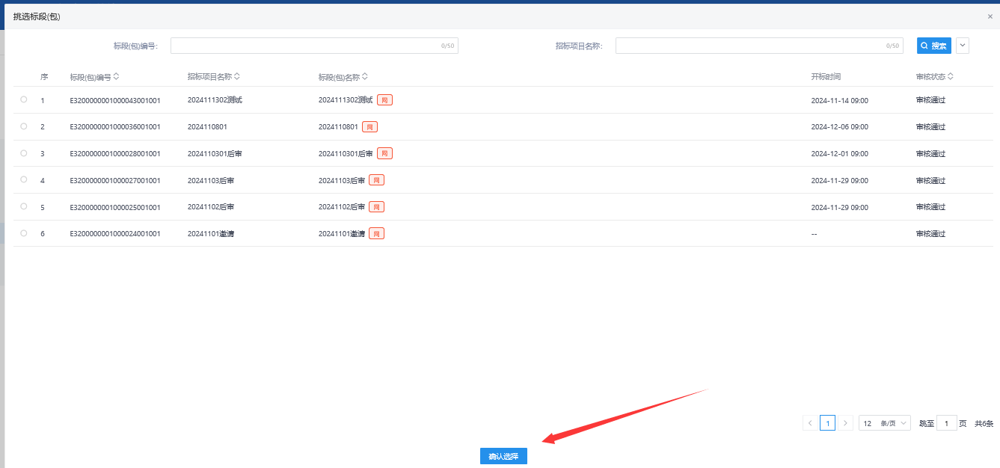 挑选标段(包) ×
标段(包)编号: 0/50 招标项目名称: 0/50 搜索
序 标段(包)编号 招标项目名称 标段(包)名称 开标时间 审核状态
1 E3200000001000043001001 2024111302测试 2024111302测试 网 2024-11-14 09:00 审核通过
2 E3200000001000036001001 2024110801 2024110801 网 2024-12-06 09:00 审核通过
3 E3200000001000028001001 2024110301后审 2024110301后审 网 2024-12-01 09:00 审核通过
4 E3200000001000027001001 20241103后审 20241103后审 网 2024-11-29 09:00 审核通过
5 E3200000001000025001001 20241102后审 20241102后审 网 2024-11-29 09:00 审核通过
6 E3200000001000024001001 20241101邀请 20241101邀请 网 -- 审核通过
1 12 条/页 跳至 1 页 共6条
确认选择